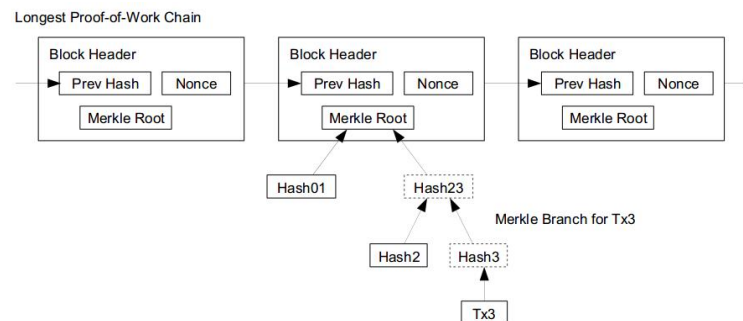 Longest Proof-of-Work Chain
Block Header
Prev Hash
Nonce
Merkle Root
Block Header
Prev Hash
Nonce
Merkle Root
Block Header
Prev Hash
Nonce
Merkle Root
Hash01
Hash23
Merkle Branch for Tx3
Hash2
Hash3
Tx3